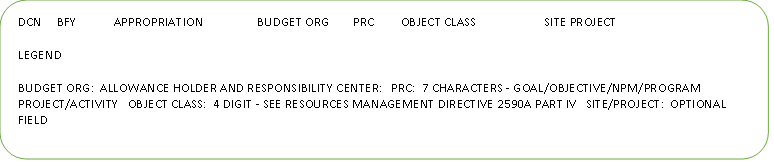 DCN BFY APPROPRIATION BUDGET ORG PRC OBJECT CLASS SITE PROJECT
LEGEND
BUDGET ORG: ALLOWANCE HOLDER AND RESPONSIBILITY CENTER: PRC: 7 CHARACTERS - GOAL/OBJECTIVE/NPM/PROGRAM
PROJECT/ACTIVITY OBJECT CLASS: 4 DIGIT - SEE RESOURCES MANAGEMENT DIRECTIVE 2590A PART IV SITE/PROJECT: OPTIONAL
FIELD